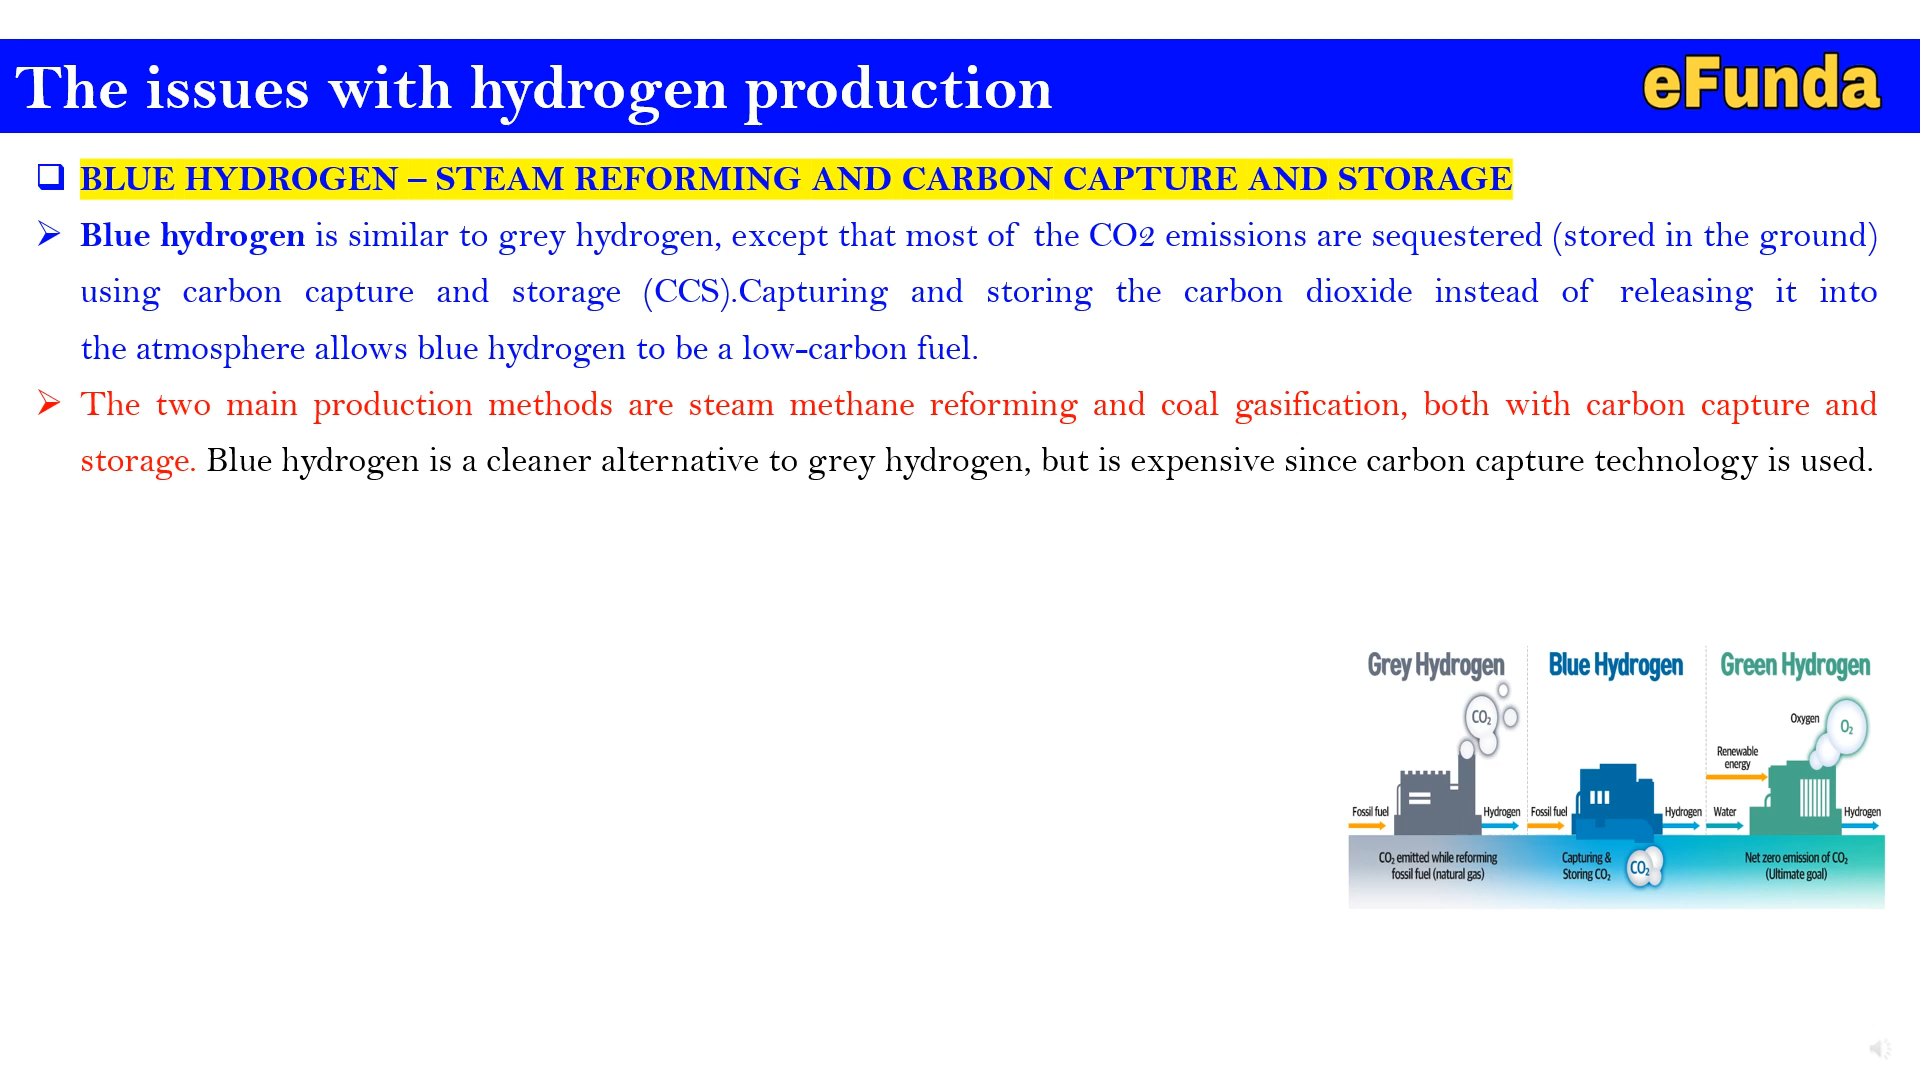 The issues with hydrogen production
eFunda
BLUE HYDROGEN – STEAM REFORMING AND CARBON CAPTURE AND STORAGE
Blue hydrogen is similar to grey hydrogen, except that most of the CO2 emissions are sequestered (stored in the ground)
using carbon capture and storage (CCS).Capturing and storing the carbon dioxide instead of releasing it into
the atmosphere allows blue hydrogen to be a low-carbon fuel.
The two main production methods are steam methane reforming and coal gasification, both with carbon capture and
storage. Blue hydrogen is a cleaner alternative to grey hydrogen, but is expensive since carbon capture technology is used.
Grey Hydrogen
CO₂
Fossil fuel
Hydrogen
CO₂ emitted while reforming
fossil fuel (natural gas)
Blue Hydrogen
Fossil fuel
Hydrogen
Capturing &
Storing CO₂
CO₂
Green Hydrogen
Oxygen
O₂
Renewable
energy
Water
Hydrogen
Net zero emission of CO₂
(Ultimate goal)